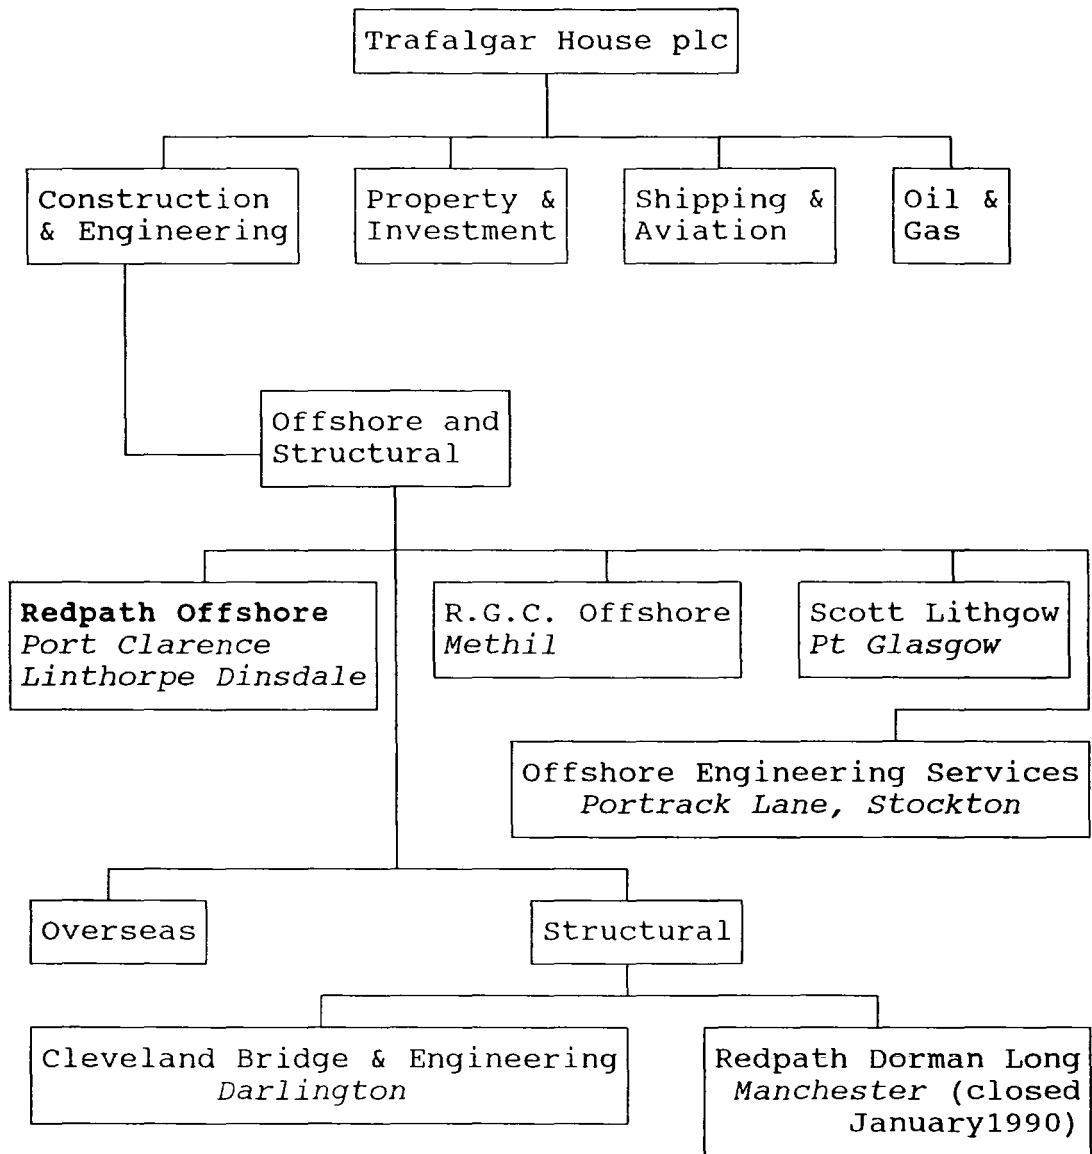 Trafalgar House plc
Construction
& Engineering
Property &
Investment
Shipping &
Aviation
Oil &
Gas
Offshore and
Structural
Redpath Offshore
Port Clarence
Linthorpe Dinsdale
R.G.C. Offshore
Methil
Scott Lithgow
Pt Glasgow
Offshore Engineering Services
Portrack Lane, Stockton
Overseas
Structural
Cleveland Bridge & Engineering
Darlington
Redpath Dorman Long
Manchester (closed
January1990)